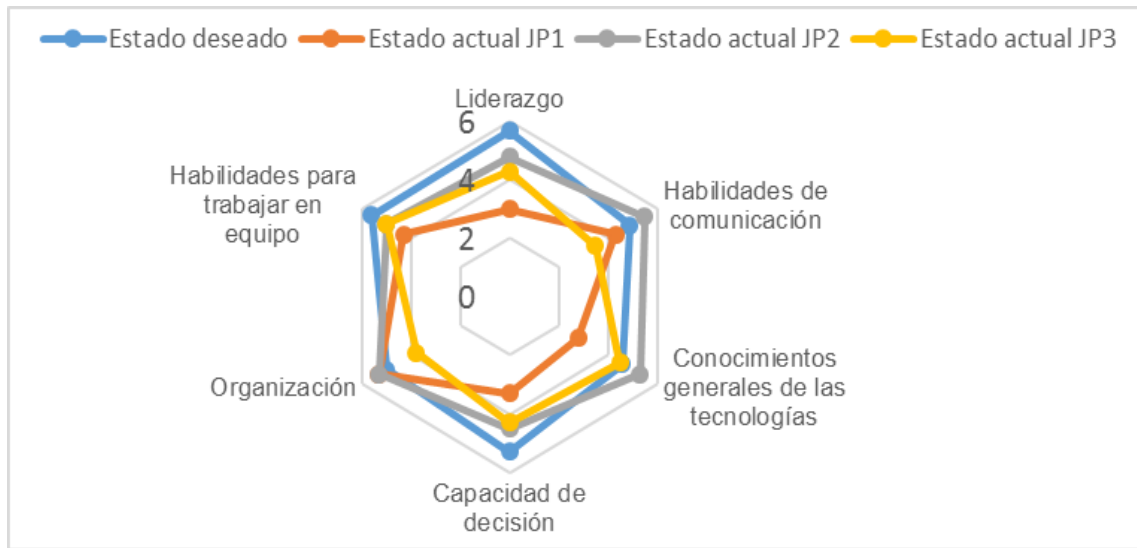 Estado deseado Estado actual JP1 Estado actual JP2 Estado actual JP3
Liderazgo
6
4
2
0
Habilidades de
comunicación
Conocimientos
generales de las
tecnologías
Capacidad de
decisión
Organización
Habilidades para
trabajar en
equipo